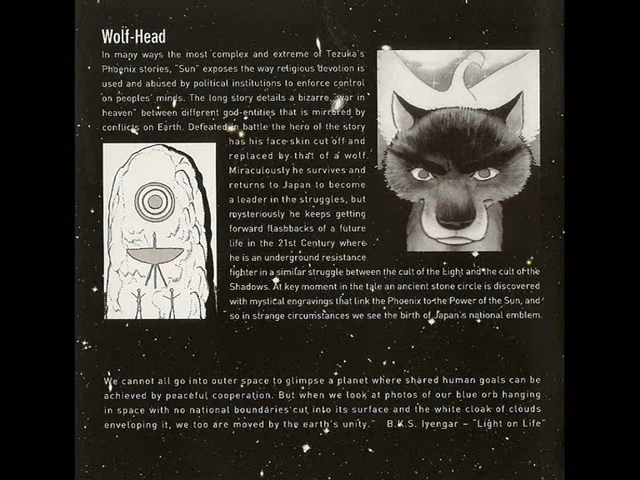 Wolf-Head
In many ways the most complex and extreme of Tezuka's
Phoenix stories, "Sun" exposes the way religious devotion is
used and abused by political institutions to enforce control
on peoples' minds. The long story details a bizarre "war in
heaven" between different god-entities that is mirrored by
conflicts on Earth. Defeated in battle the hero of the story
has his face-skin cut off and
replaced by that of a wolf.
Miraculously he survives and
returns to Japan to become
a leader in the struggles, but
mysteriously he keeps getting
forward flashbacks of a future
life in the 21st Century where
he is an underground resistance
fighter in a similar struggle between the cult of the Light and the cult of the
Shadows. At key moment in the tale an ancient stone circle is discovered
with mystical engravings that link the Phoenix to the Power of the Sun, and
so in strange circumstances we see the birth of Japan's national emblem.
We cannot all go into outer space to glimpse a planet where shared human goals can be
achieved by peaceful cooperation. But when we look at photos of our blue orb hanging
in space with no national boundaries cut into its surface and the white cloak of clouds
enveloping it, we too are moved by the earth's unity." B.K.S. Iyengar – "Light on Life"